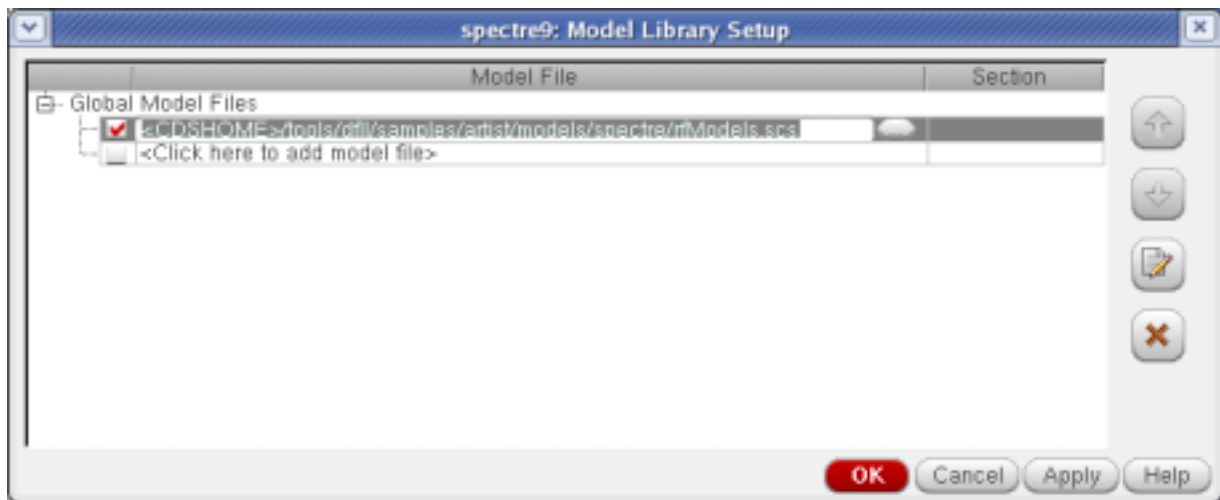 spectre9: Model Library Setup
Model File Section
Global Model Files
<CDSHOME>/tools/dfII/samples/artist/models/spectre/rfModels.scs
<Click here to add model file>
OK Cancel Apply Help